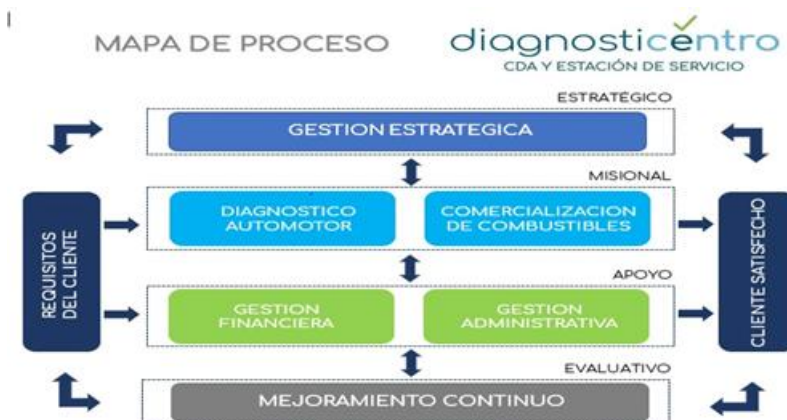 MAPA DE PROCESO
diagnosticentro
CDA Y ESTACIÓN DE SERVICIO
ESTRATÉGICO
GESTION ESTRATEGICA
MISIONAL
DIAGNOSTICO
AUTOMOTOR
COMERCIALIZACION
DE COMBUSTIBLES
REQUISITOS
DEL CLIENTE
CLIENTE SATISFECHO
APOYO
GESTION
FINANCIERA
GESTION
ADMINISTRATIVA
EVALUATIVO
MEJORAMIENTO CONTINUO